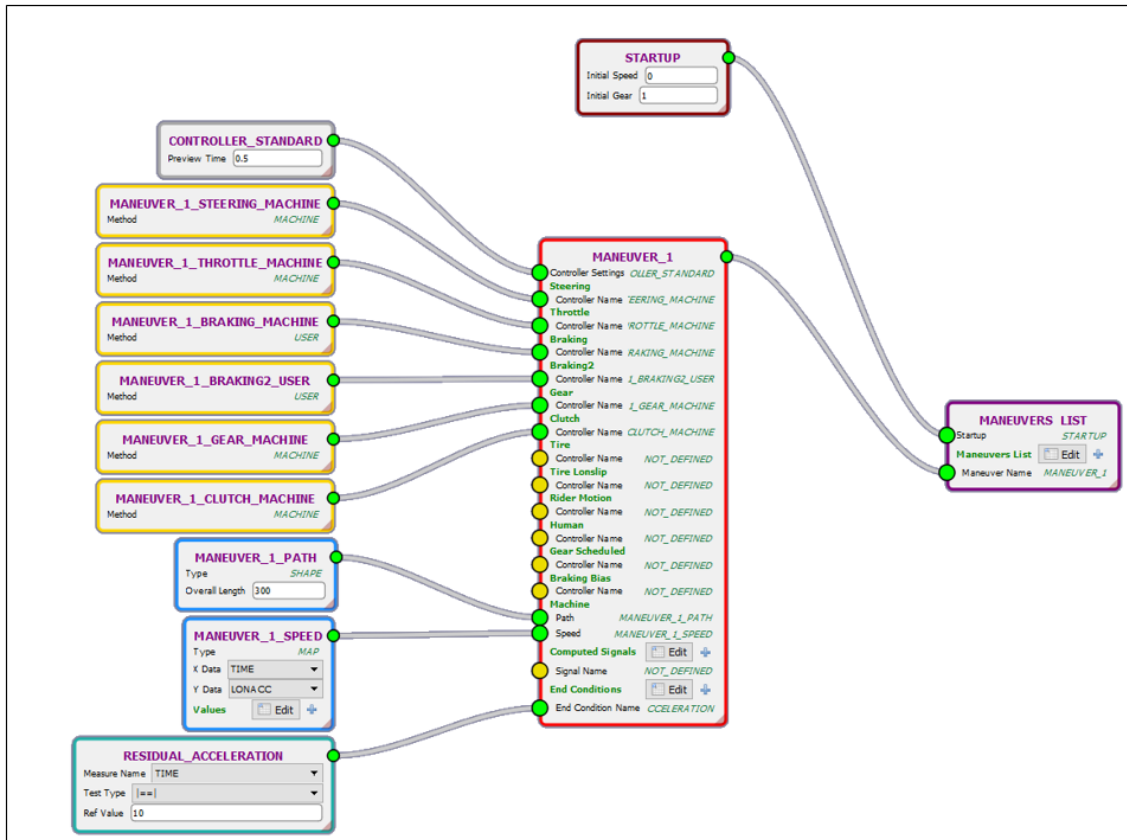 STARTUP
Initial Speed 0
Initial Gear 1
CONTROLLER_STANDARD
Preview Time 0.5
MANEUVER_1_STEERING_MACHINE
Method MACHINE
MANEUVER_1_THROTTLE_MACHINE
Method MACHINE
MANEUVER_1_BRAKING_MACHINE
Method USER
MANEUVER_1_BRAKING2_USER
Method USER
MANEUVER_1_GEAR_MACHINE
Method MACHINE
MANEUVER_1_CLUTCH_MACHINE
Method MACHINE
MANEUVER_1_PATH
Type SHAPE
Overall Length 300
MANEUVER_1_SPEED
Type MAP
X Data TIME
Y Data LONACC
Values Edit
RESIDUAL_ACCELERATION
Measure Name TIME
Test Type |==|
Ref Value 10
MANEUVER_1
Controller Settings OLLER_STANDARD
Steering
Controller Name EERING_MACHINE
Throttle
Controller Name ROTTLE_MACHINE
Braking
Controller Name RAKING_MACHINE
Braking2
Controller Name 1_BRAKING2_USER
Gear
Controller Name 1_GEAR_MACHINE
Clutch
Controller Name CLUTCH_MACHINE
Tire
Controller Name NOT_DEFINED
Tire Lonslip
Controller Name NOT_DEFINED
Rider Motion
Controller Name NOT_DEFINED
Human
Controller Name NOT_DEFINED
Gear Scheduled
Controller Name NOT_DEFINED
Braking Bias
Controller Name NOT_DEFINED
Machine
Path MANEUVER_1_PATH
Speed MANEUVER_1_SPEED
Computed Signals Edit
Signal Name NOT_DEFINED
End Conditions Edit
End Condition Name CCELERATION
MANEUVERS LIST
Startup STARTUP
Maneuvers List Edit
Maneuver Name MANEUVER_1